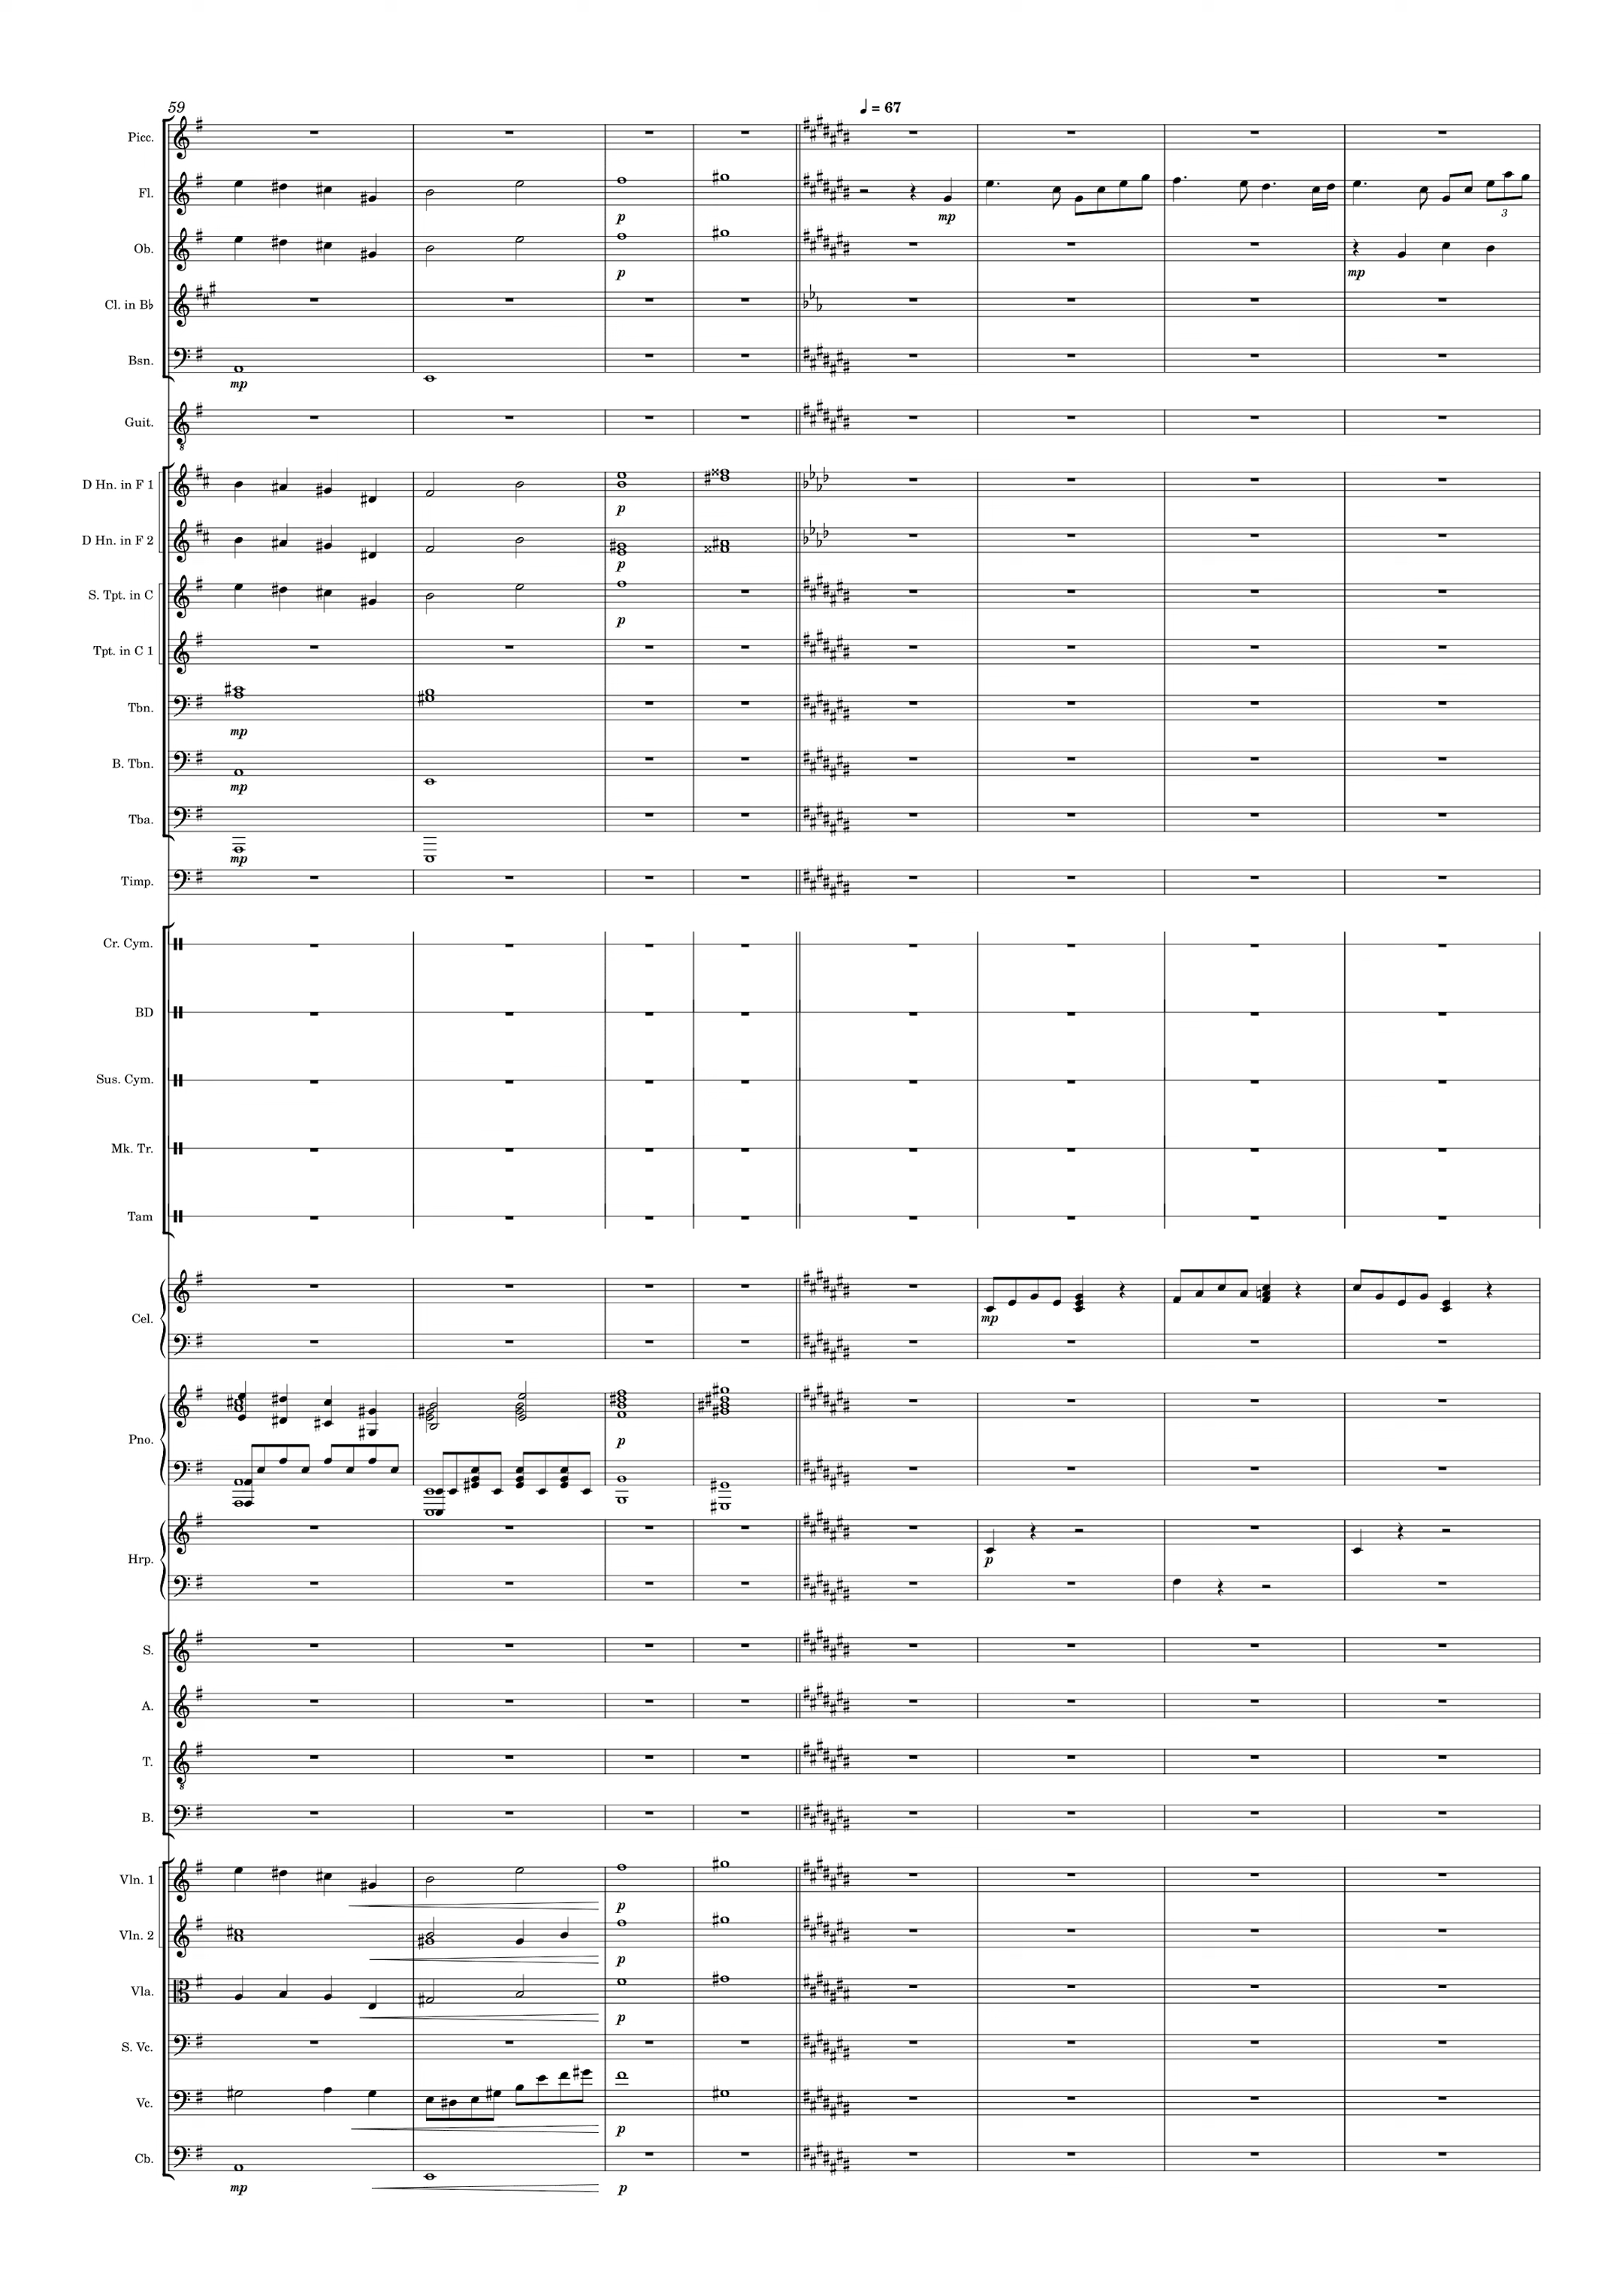 59
♩ = 67
Picc.
Fl.
p
mp
3
Ob.
p
mp
Cl. in B♭
Bsn.
mp
Guit.
D Hn. in F 1
p
D Hn. in F 2
p
S. Tpt. in C
p
Tpt. in C 1
Tbn.
mp
B. Tbn.
mp
Tba.
mp
Timp.
Cr. Cym.
BD
Sus. Cym.
Mk. Tr.
Tam
Cel.
mp
Pno.
p
Hrp.
p
S.
A.
T.
B.
Vln. 1
p
Vln. 2
p
Vla.
p
S. Vc.
Vc.
p
Cb.
mp
p